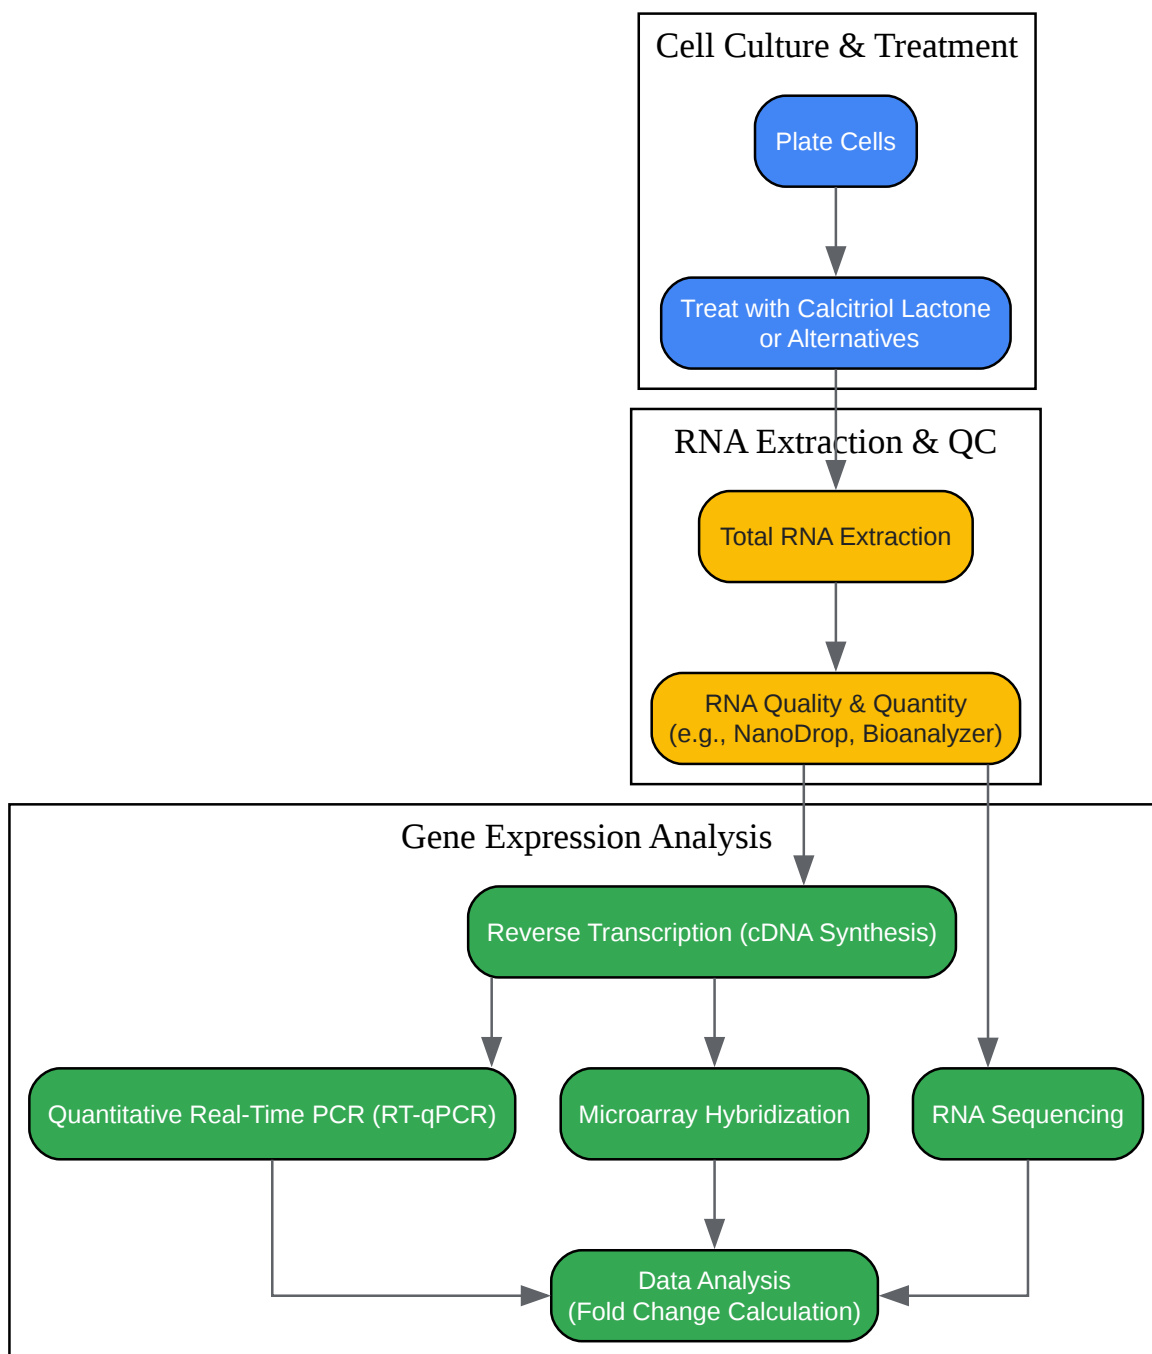 Cell Culture & Treatment
Plate Cells
Treat with Calcitriol Lactone
or Alternatives
RNA Extraction & QC
Total RNA Extraction
RNA Quality & Quantity
(e.g., NanoDrop, Bioanalyzer)
Gene Expression Analysis
Reverse Transcription (cDNA Synthesis)
Quantitative Real-Time PCR (RT-qPCR)
Microarray Hybridization
RNA Sequencing
Data Analysis
(Fold Change Calculation)